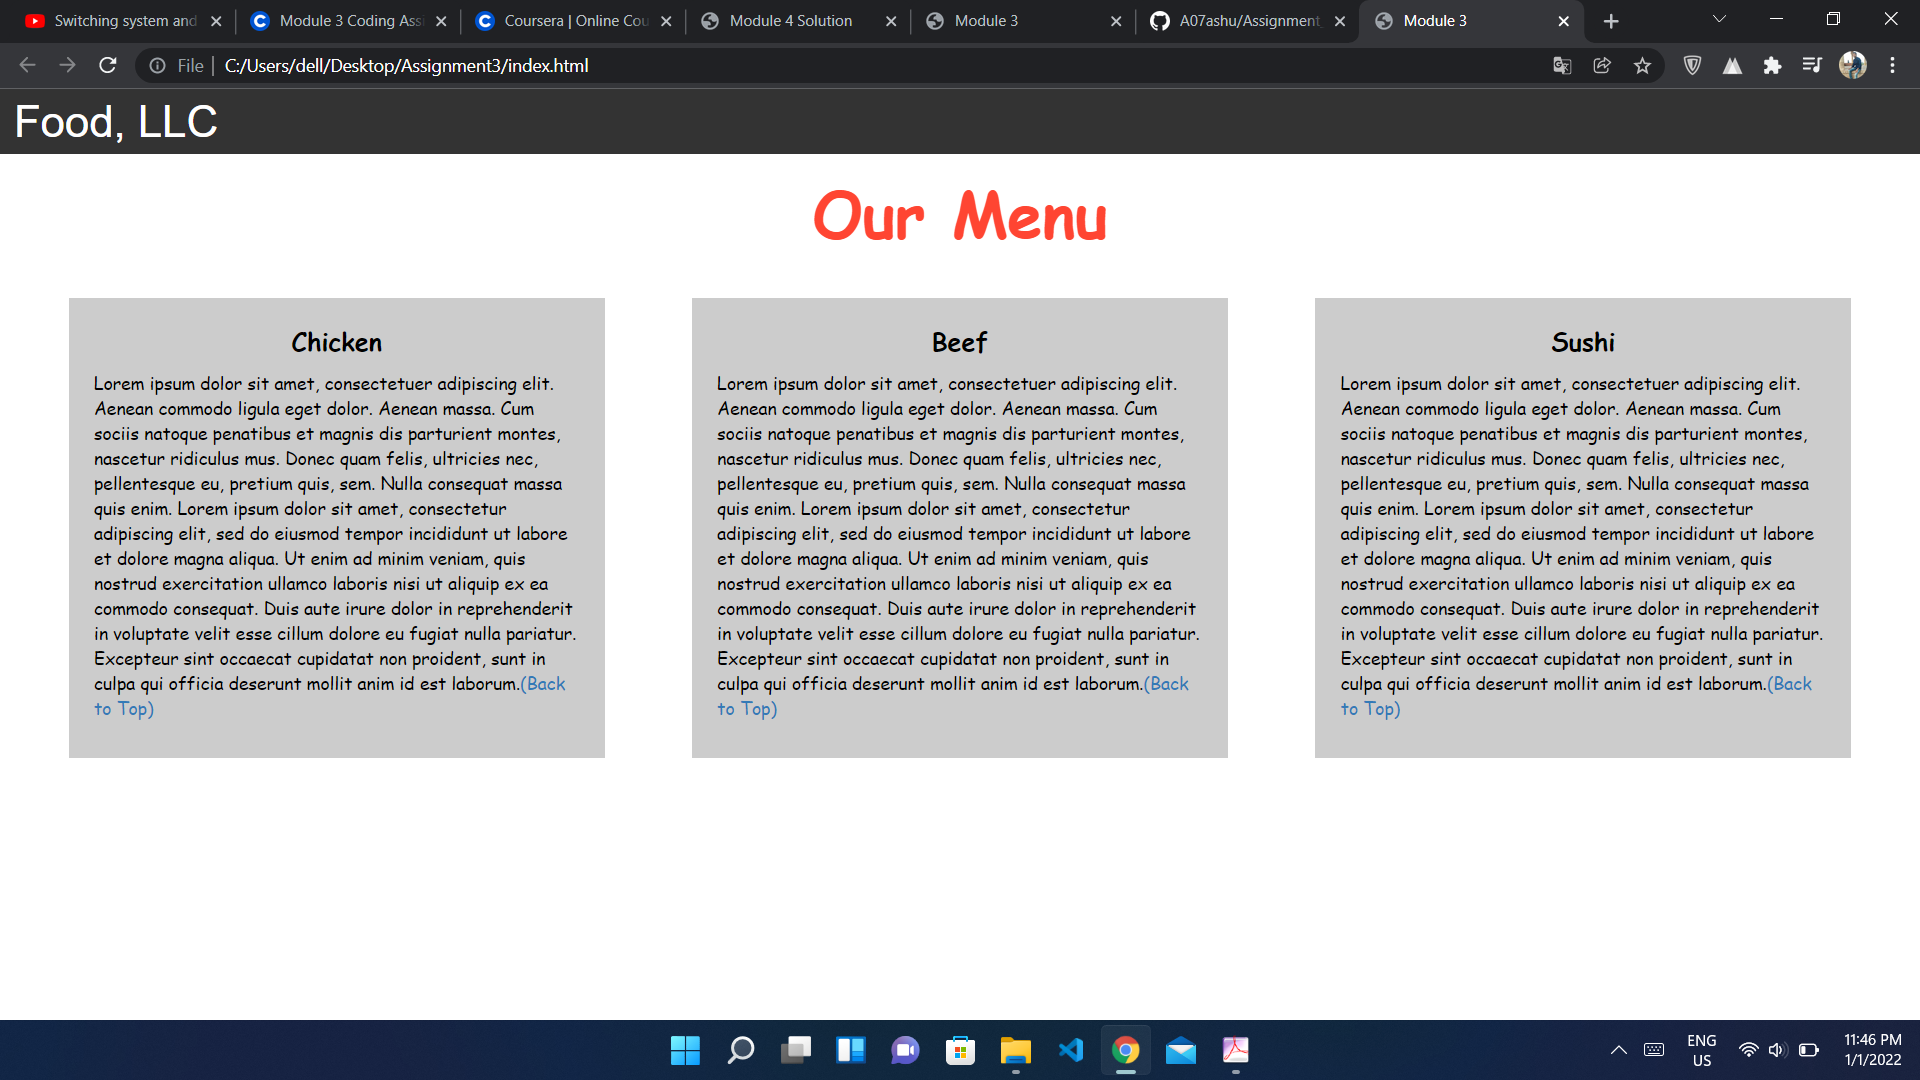 Switching system and
Module 3 Coding Assi
Coursera | Online Cou
Module 4 Solution
Module 3
A07ashu/Assignment
Module 3
File
C:/Users/dell/Desktop/Assignment3/index.html
Food, LLC
Our Menu
Chicken
Lorem ipsum dolor sit amet, consectetuer adipiscing elit.
Aenean commodo ligula eget dolor. Aenean massa. Cum
sociis natoque penatibus et magnis dis parturient montes,
nascetur ridiculus mus. Donec quam felis, ultricies nec,
pellentesque eu, pretium quis, sem. Nulla consequat massa
quis enim. Lorem ipsum dolor sit amet, consectetur
adipiscing elit, sed do eiusmod tempor incididunt ut labore
et dolore magna aliqua. Ut enim ad minim veniam, quis
nostrud exercitation ullamco laboris nisi ut aliquip ex ea
commodo consequat. Duis aute irure dolor in reprehenderit
in voluptate velit esse cillum dolore eu fugiat nulla pariatur.
Excepteur sint occaecat cupidatat non proident, sunt in
culpa qui officia deserunt mollit anim id est laborum.(Back
to Top)
Beef
Lorem ipsum dolor sit amet, consectetuer adipiscing elit.
Aenean commodo ligula eget dolor. Aenean massa. Cum
sociis natoque penatibus et magnis dis parturient montes,
nascetur ridiculus mus. Donec quam felis, ultricies nec,
pellentesque eu, pretium quis, sem. Nulla consequat massa
quis enim. Lorem ipsum dolor sit amet, consectetur
adipiscing elit, sed do eiusmod tempor incididunt ut labore
et dolore magna aliqua. Ut enim ad minim veniam, quis
nostrud exercitation ullamco laboris nisi ut aliquip ex ea
commodo consequat. Duis aute irure dolor in reprehenderit
in voluptate velit esse cillum dolore eu fugiat nulla pariatur.
Excepteur sint occaecat cupidatat non proident, sunt in
culpa qui officia deserunt mollit anim id est laborum.(Back
to Top)
Sushi
Lorem ipsum dolor sit amet, consectetuer adipiscing elit.
Aenean commodo ligula eget dolor. Aenean massa. Cum
sociis natoque penatibus et magnis dis parturient montes,
nascetur ridiculus mus. Donec quam felis, ultricies nec,
pellentesque eu, pretium quis, sem. Nulla consequat massa
quis enim. Lorem ipsum dolor sit amet, consectetur
adipiscing elit, sed do eiusmod tempor incididunt ut labore
et dolore magna aliqua. Ut enim ad minim veniam, quis
nostrud exercitation ullamco laboris nisi ut aliquip ex ea
commodo consequat. Duis aute irure dolor in reprehenderit
in voluptate velit esse cillum dolore eu fugiat nulla pariatur.
Excepteur sint occaecat cupidatat non proident, sunt in
culpa qui officia deserunt mollit anim id est laborum.(Back
to Top)
ENG
US
11:46 PM
1/1/2022